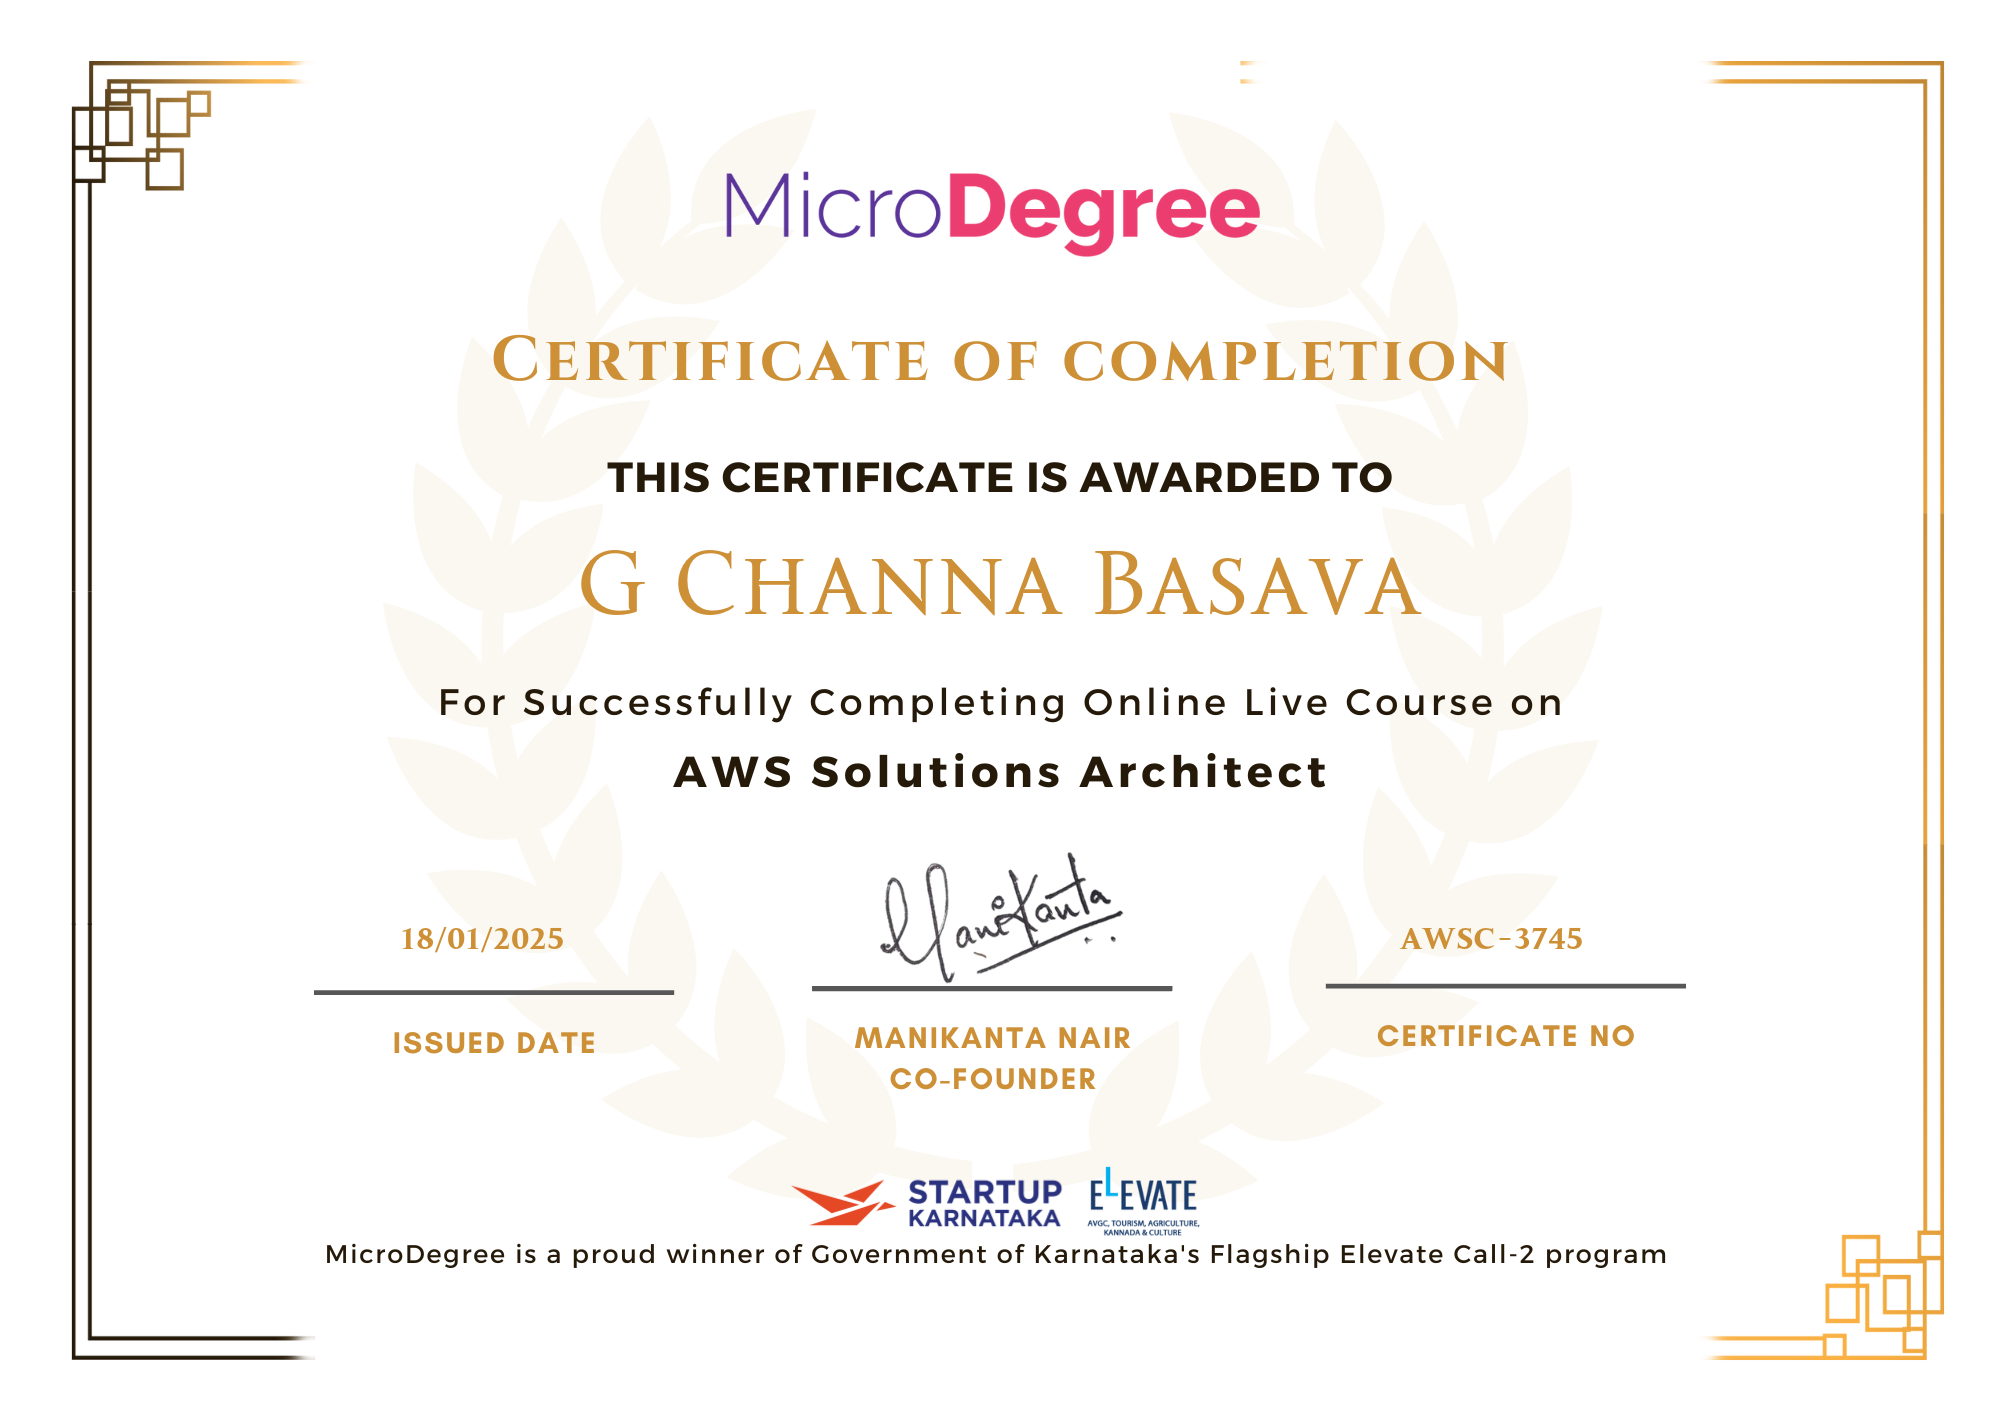 MicroDegree
Certificate of completion
THIS CERTIFICATE IS AWARDED TO
G Channa Basava
For Successfully Completing Online Live Course on
AWS Solutions Architect
18/01/2025
Manikanta
AWSC-3745
ISSUED DATE
MANIKANTA NAIR
CO-FOUNDER
CERTIFICATE NO
STARTUP
KARNATAKA
ELEVATE
AVGC, TOURISM, AGRICULTURE,
KANNADA & CULTURE
MicroDegree is a proud winner of Government of Karnataka's Flagship Elevate Call-2 program